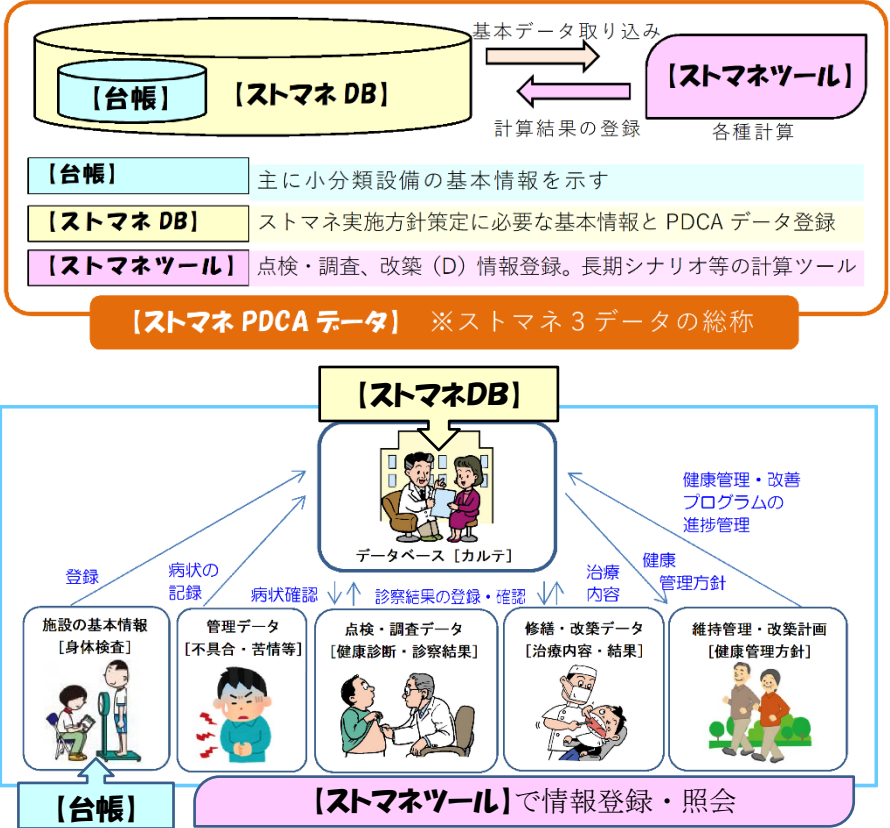 基本データ取り込み
【台帳】
【ストマネ DB】
【ストマネツール】
計算結果の登録
各種計算
【台帳】
主に小分類設備の基本情報を示す
【ストマネ DB】
ストマネ実施方針策定に必要な基本情報と PDCA データ登録
【ストマネツール】
点検・調査、改築（D）情報登録。長期シナリオ等の計算ツール
【ストマネ PDCA データ】 ※ストマネ３データの総称
【ストマネDB】
データベース［カルテ］
健康管理・改善
プログラムの
進捗管理
登録
病状の
記録
病状確認
診察結果の登録・確認
治療
内容
健康
管理方針
施設の基本情報
［身体検査］
管理データ
［不具合・苦情等］
点検・調査データ
［健康診断・診察結果］
修繕・改築データ
［治療内容・結果］
維持管理・改築計画
［健康管理方針］
【台帳】
【ストマネツール】で情報登録・照会